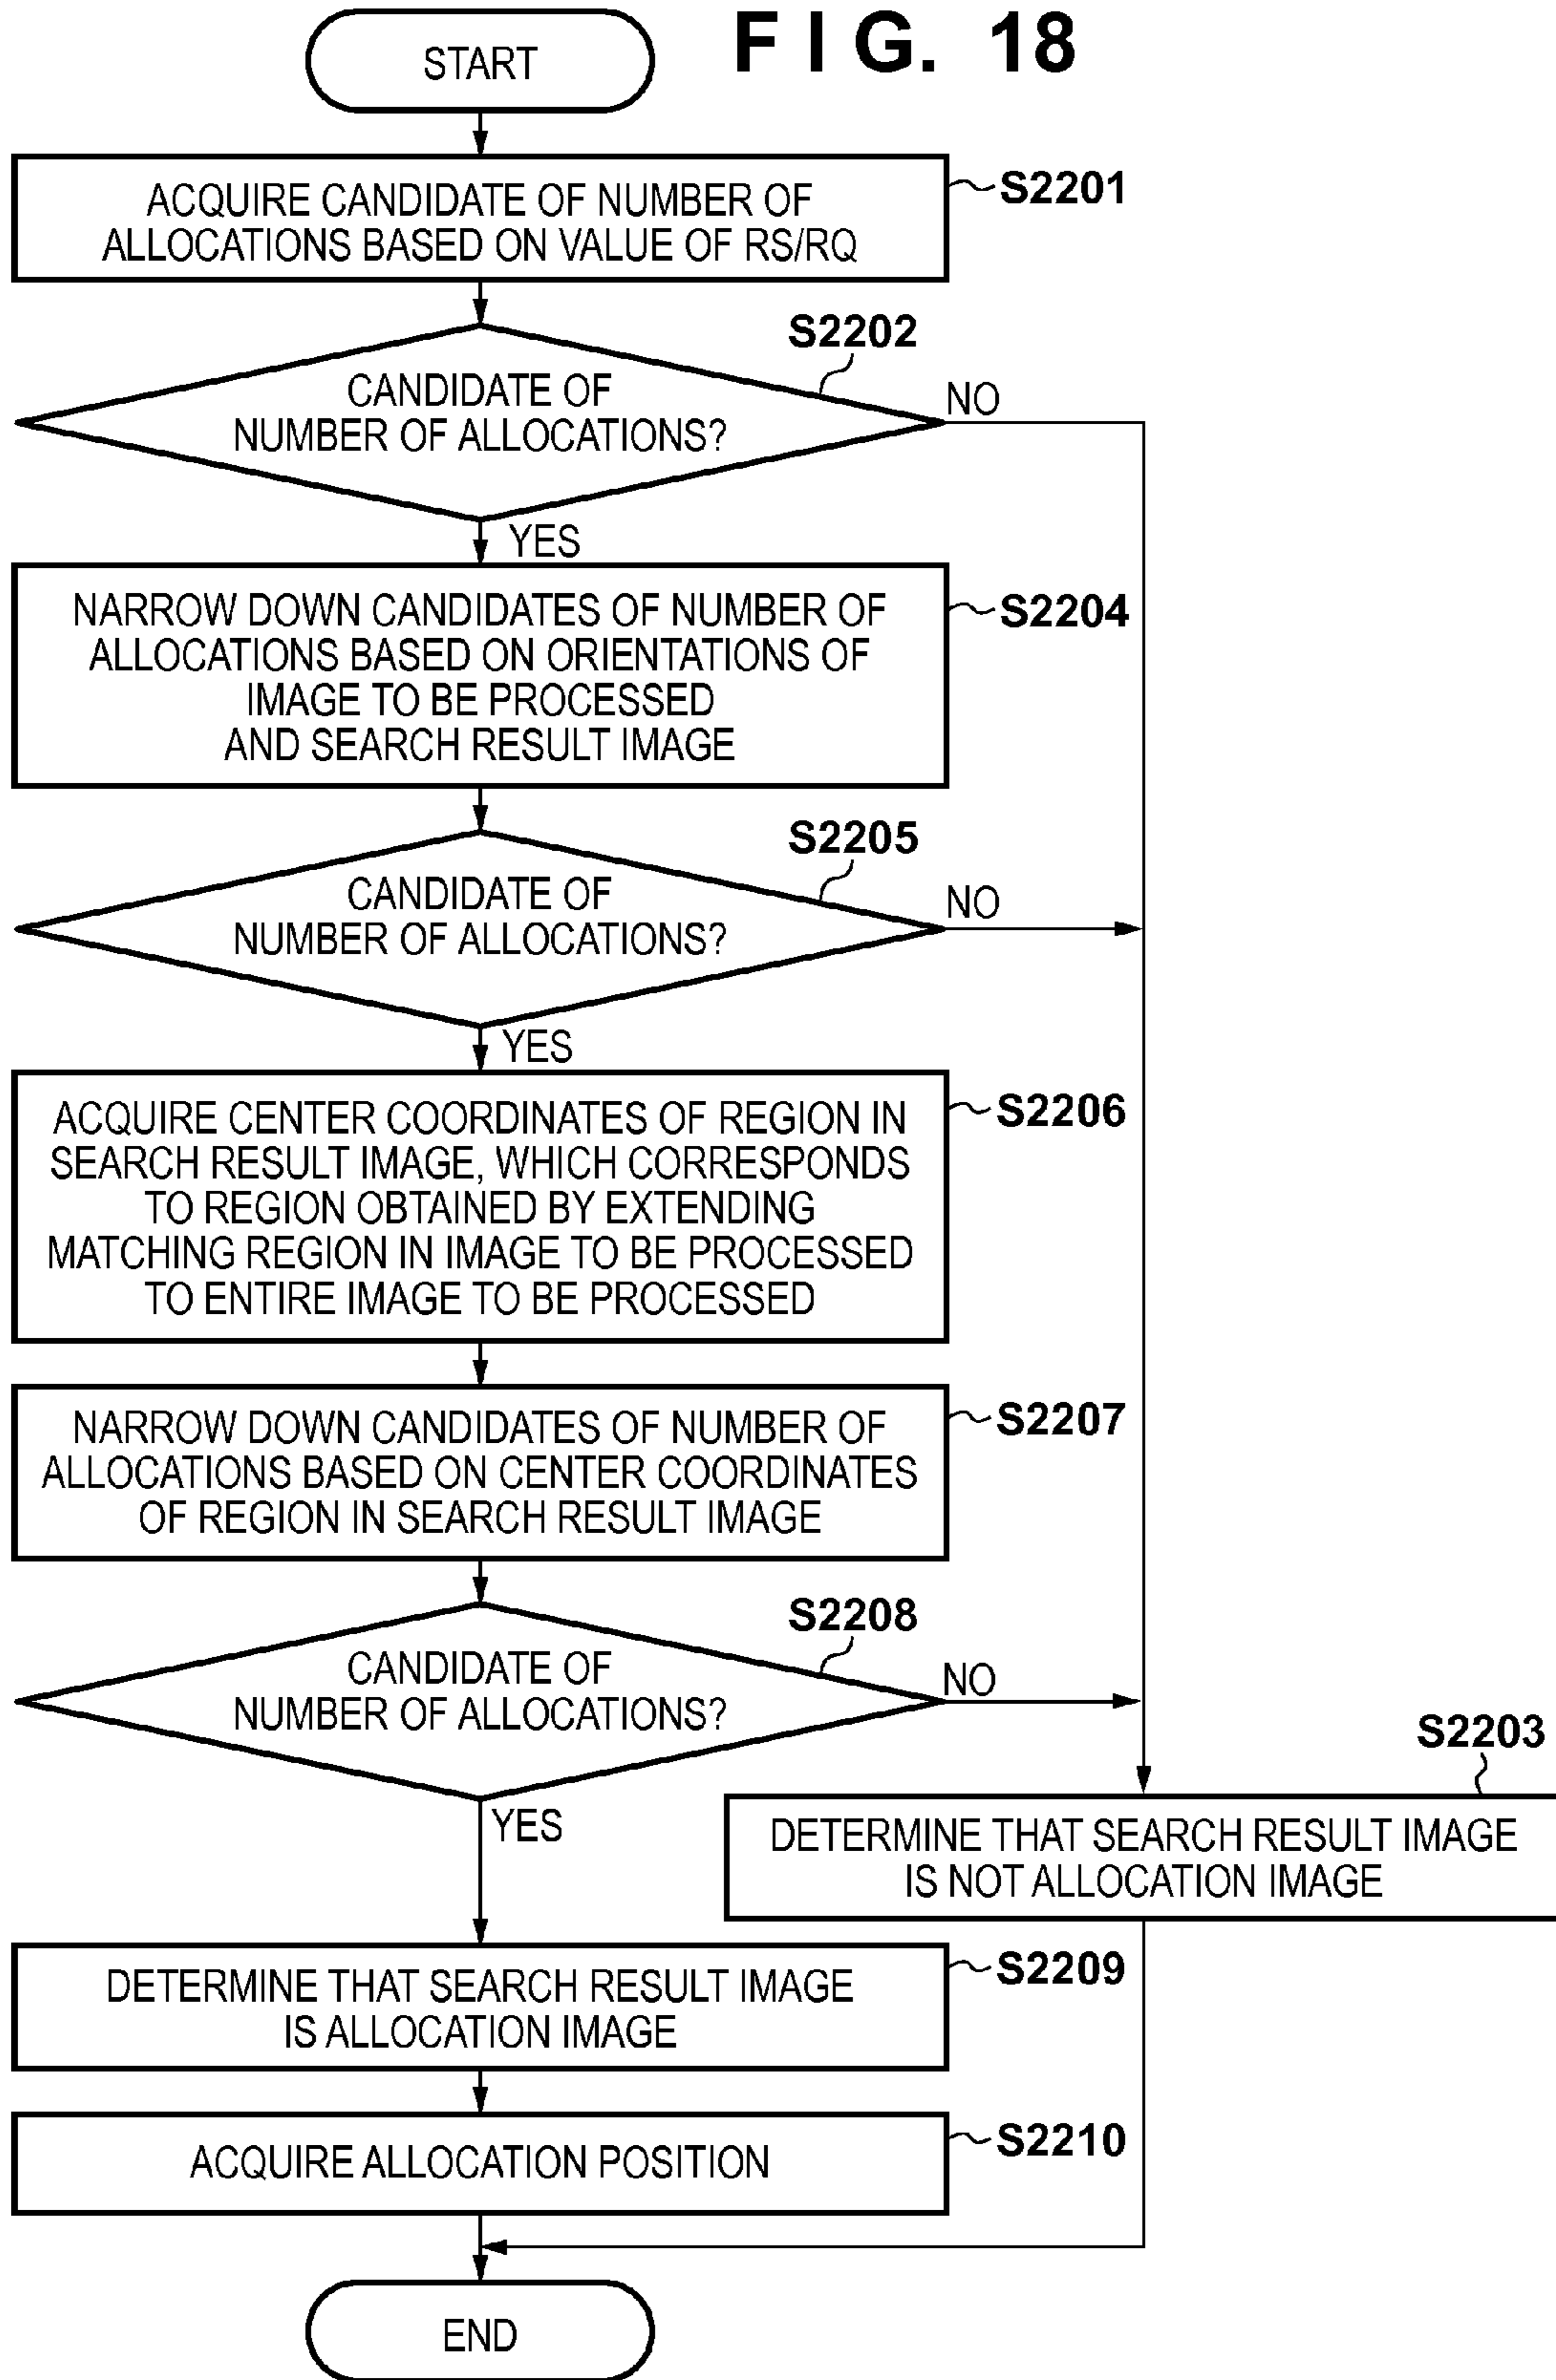 FIG. 18
START
ACQUIRE CANDIDATE OF NUMBER OF
ALLOCATIONS BASED ON VALUE OF RS/RQ
S2201
S2202
CANDIDATE OF
NUMBER OF ALLOCATIONS?
NO
YES
NARROW DOWN CANDIDATES OF NUMBER OF
ALLOCATIONS BASED ON ORIENTATIONS OF
IMAGE TO BE PROCESSED
AND SEARCH RESULT IMAGE
S2204
S2205
CANDIDATE OF
NUMBER OF ALLOCATIONS?
NO
YES
ACQUIRE CENTER COORDINATES OF REGION IN
SEARCH RESULT IMAGE, WHICH CORRESPONDS
TO REGION OBTAINED BY EXTENDING
MATCHING REGION IN IMAGE TO BE PROCESSED
TO ENTIRE IMAGE TO BE PROCESSED
S2206
NARROW DOWN CANDIDATES OF NUMBER OF
ALLOCATIONS BASED ON CENTER COORDINATES
OF REGION IN SEARCH RESULT IMAGE
S2207
S2208
CANDIDATE OF
NUMBER OF ALLOCATIONS?
NO
YES
S2203
DETERMINE THAT SEARCH RESULT IMAGE
IS NOT ALLOCATION IMAGE
DETERMINE THAT SEARCH RESULT IMAGE
IS ALLOCATION IMAGE
S2209
ACQUIRE ALLOCATION POSITION
S2210
END